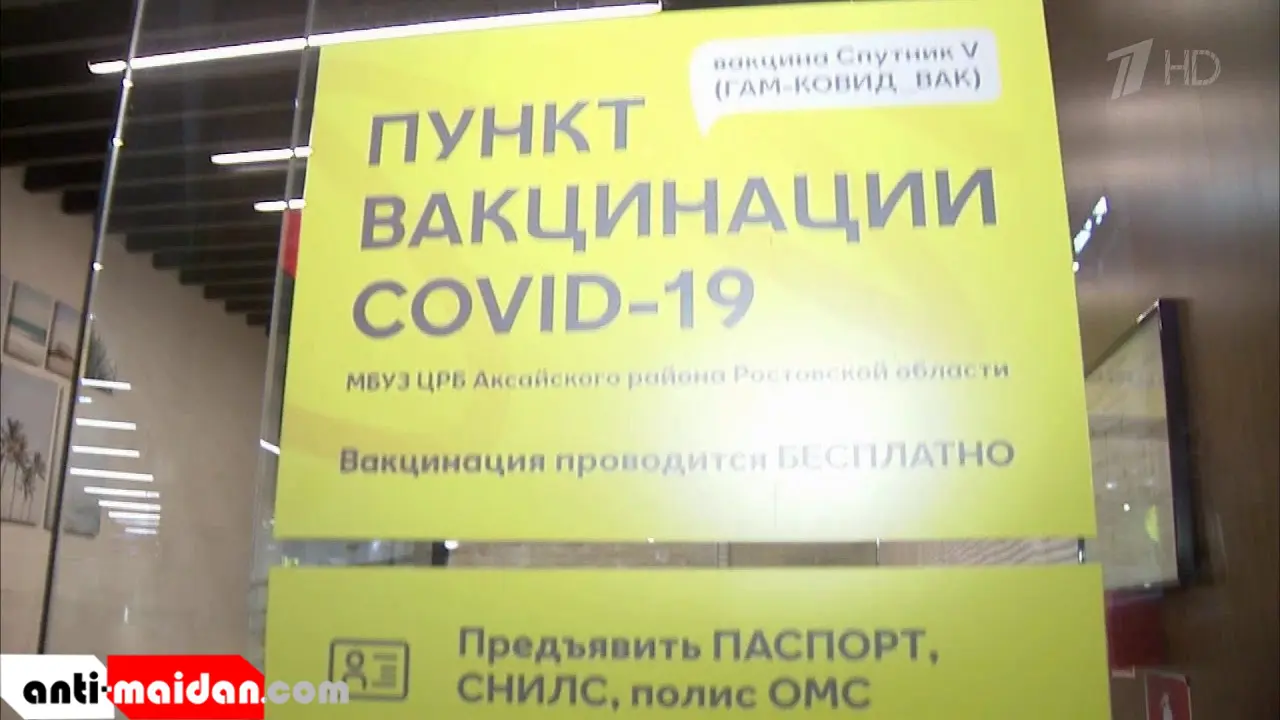 вакцина Спутник V
(ГАМ-КОВИД_ВАК)
HD
ПУНКТ
ВАКЦИНАЦИИ
COVID-19
МБУЗ ЦРБ Аксайского района Ростовской области
Вакцинация проводится БЕСПЛАТНО
Предъявить ПАСПОРТ,
СНИЛС, полис ОМС
anti-maidan.com